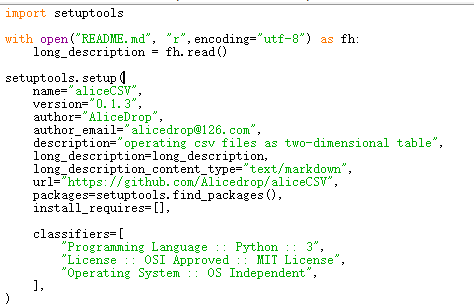 import setuptools

with open("README.md", "r",encoding="utf-8") as fh:
    long_description = fh.read()

setuptools.setup(
    name="aliceCSV",
    version="0.1.3",
    author="AliceDrop",
    author_email="alicedrop@126.com",
    description="operating csv files as two-dimensional table",
    long_description=long_description,
    long_description_content_type="text/markdown",
    url="https://github.com/Alicedrop/aliceCSV",
    packages=setuptools.find_packages(),
    install_requires=[],

    classifiers=[
        "Programming Language :: Python :: 3",
        "License :: OSI Approved :: MIT License",
        "Operating System :: OS Independent",
    ],
)